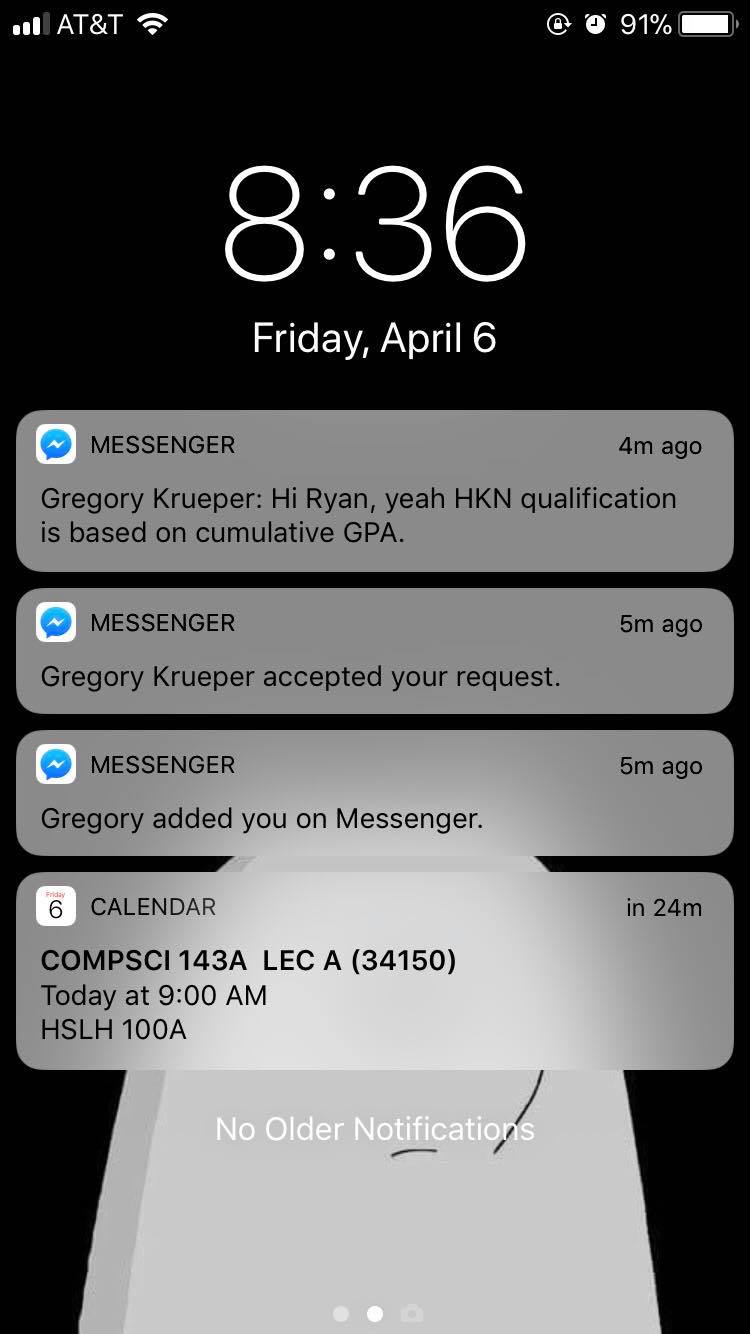 AT&T 91%
8:36
Friday, April 6
MESSENGER 4m ago
Gregory Krueper: Hi Ryan, yeah HKN qualification
is based on cumulative GPA.
MESSENGER 5m ago
Gregory Krueper accepted your request.
MESSENGER 5m ago
Gregory added you on Messenger.
Friday
6
CALENDAR in 24m
COMPSCI 143A  LEC A (34150)
Today at 9:00 AM
HSLH 100A
No Older Notifications